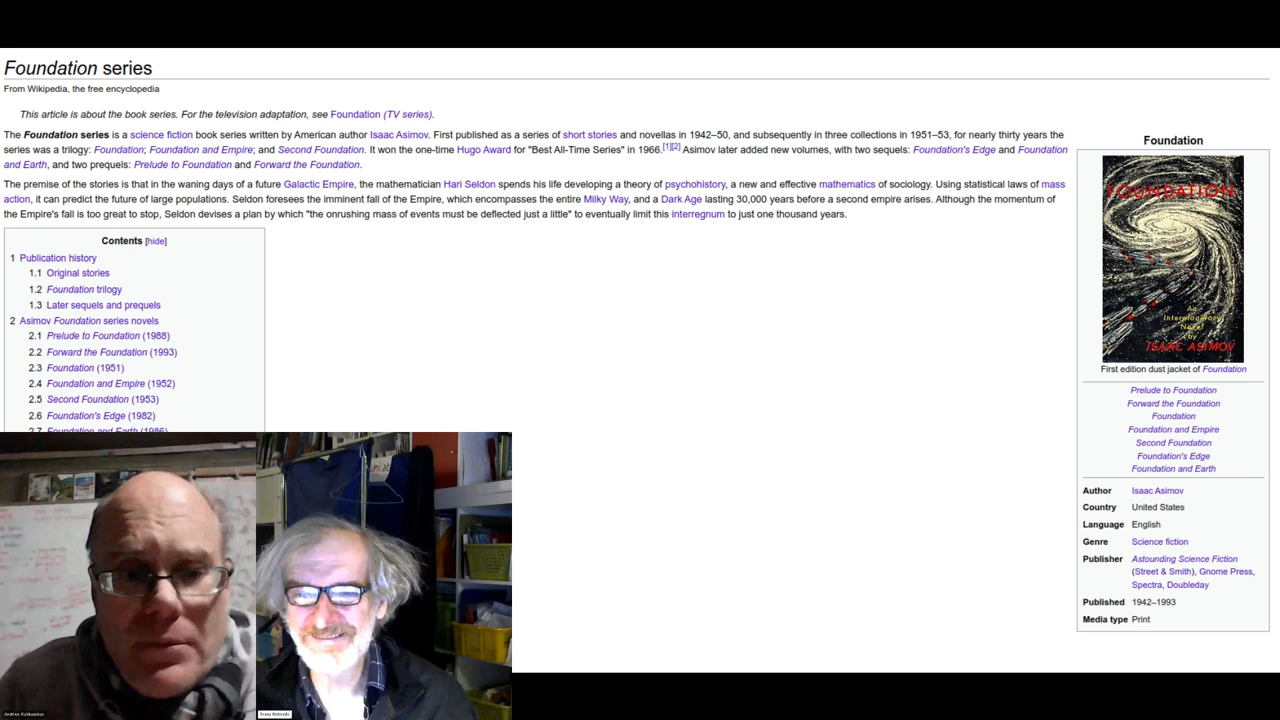 Foundation series
From Wikipedia, the free encyclopedia
This article is about the book series. For the television adaptation, see Foundation (TV series).
The Foundation series is a science fiction book series written by American author Isaac Asimov. First published as a series of short stories and novellas in 1942–50, and subsequently in three collections in 1951–53, for nearly thirty years the
series was a trilogy: Foundation; Foundation and Empire; and Second Foundation. It won the one-time Hugo Award for "Best All-Time Series" in 1966.[1][2] Asimov later added new volumes, with two sequels: Foundation's Edge and Foundation
and Earth, and two prequels: Prelude to Foundation and Forward the Foundation.
The premise of the stories is that in the waning days of a future Galactic Empire, the mathematician Hari Seldon spends his life developing a theory of psychohistory, a new and effective mathematics of sociology. Using statistical laws of mass
action, it can predict the future of large populations. Seldon foresees the imminent fall of the Empire, which encompasses the entire Milky Way, and a Dark Age lasting 30,000 years before a second empire arises. Although the momentum of
the Empire's fall is too great to stop, Seldon devises a plan by which "the onrushing mass of events must be deflected just a little" to eventually limit this interregnum to just one thousand years.
Contents [hide]
1 Publication history
1.1 Original stories
1.2 Foundation trilogy
1.3 Later sequels and prequels
2 Asimov Foundation series novels
2.1 Prelude to Foundation (1988)
2.2 Forward the Foundation (1993)
2.3 Foundation (1951)
2.4 Foundation and Empire (1952)
2.5 Second Foundation (1953)
2.6 Foundation's Edge (1982)
2.7 Foundation and Earth (1986)
Foundation
FOUNDATION
An
Interplanetary
Novel
by
ISAAC ASIMOV
First edition dust jacket of Foundation
Prelude to Foundation
Forward the Foundation
Foundation
Foundation and Empire
Second Foundation
Foundation's Edge
Foundation and Earth
Author Isaac Asimov
Country United States
Language English
Genre Science fiction
Publisher Astounding Science Fiction
(Street & Smith), Gnome Press,
Spectra, Doubleday
Published 1942–1993
Media type Print
Andrius Kulikauskas